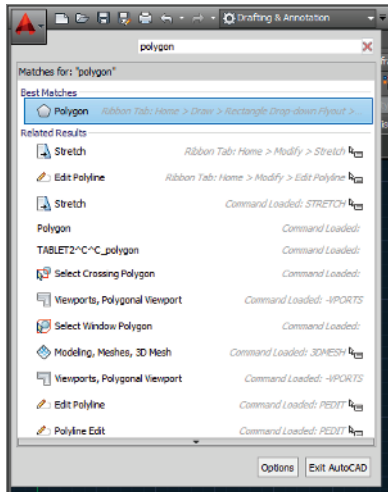 Drafting & Annotation
polygon
Matches for: "polygon"
Best Matches
Polygon Ribbon Tab: Home > Draw > Rectangle Drop-down Flyout >
Related Results
Stretch Ribbon Tab: Home > Modify > Stretch
Edit Polyline Ribbon Tab: Home > Modify > Edit Polyline
Stretch Command Loaded: STRETCH
Polygon Command Loaded:
TABLET2^C^C_polygon Command Loaded:
Select Crossing Polygon Command Loaded:
Viewports, Polygonal Viewport Command Loaded: -VPORTS
Select Window Polygon Command Loaded:
Modeling, Meshes, 3D Mesh Command Loaded: 3DMESH
Viewports, Polygonal Viewport Command Loaded: -VPORTS
Edit Polyline Command Loaded: PEDIT
Polyline Edit Command Loaded: PEDIT
Options Exit AutoCAD